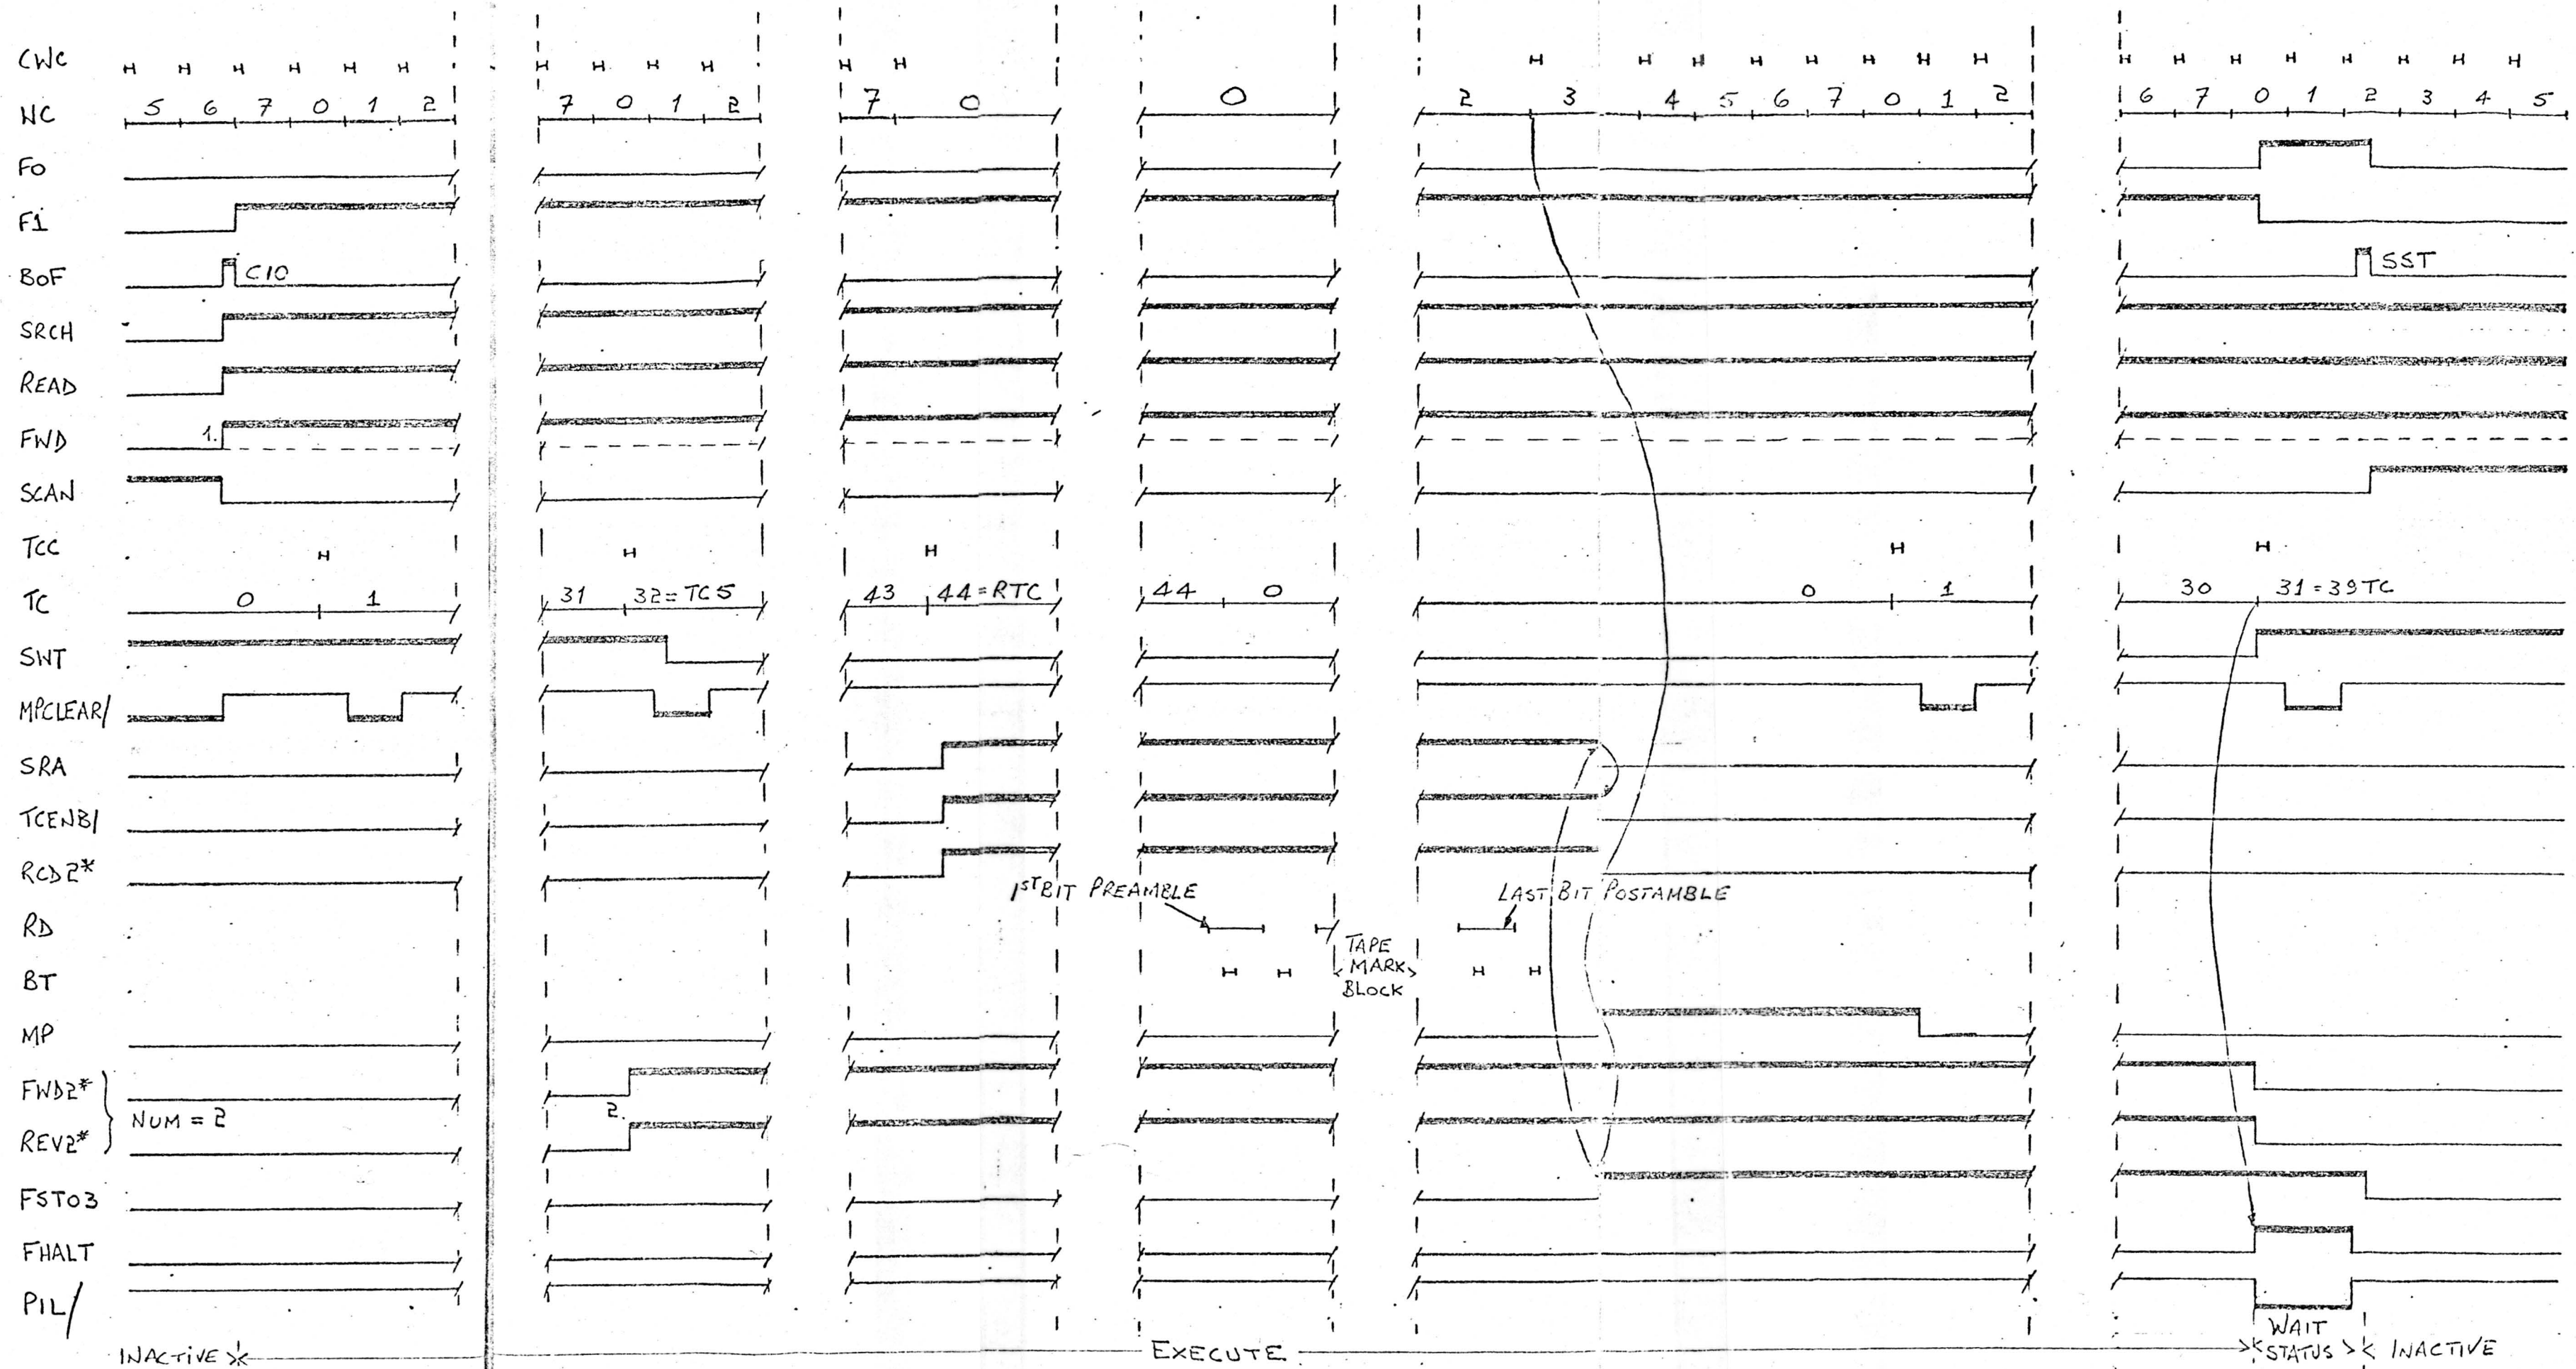 CWC H H H H H H H H H H H H H H H H H H H H H H H H H H H H
NC 5 6 7 0 1 2 7 0 1 2 7 0 0 2 3 4 5 6 7 0 1 2 6 7 0 1 2 3 4 5
F0
F1
BOF CIO SST
SRCH
READ
FWD 1.
SCAN
TCC H H H H H
TC 0 1 31 32=TC5 43 44=RTC 44 0 0 1 30 31=39TC
SWT
MPCLEAR/
SRA
TCENB/
RCD2*
1ST BIT PREAMBLE LAST BIT POSTAMBLE
RD
TAPE
MARK
BLOCK
BT H H H H
MP
FWD2*
NUM = 2 2.
REV2*
FST03
FHALT
PIL/
INACTIVE EXECUTE WAIT
STATUS INACTIVE